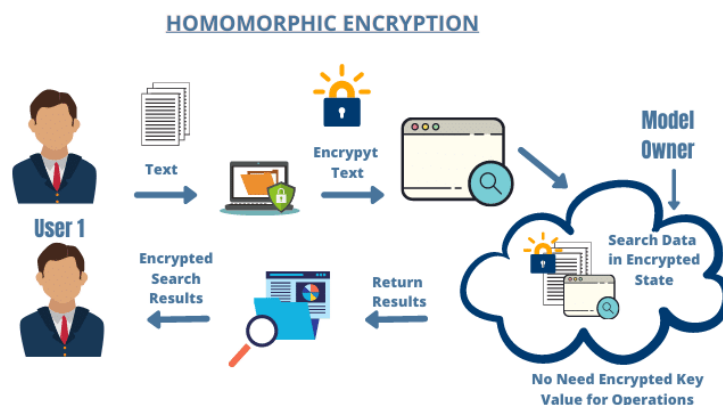 HOMOMORPHIC ENCRYPTION
Text
Encrypyt
Text
Model
Owner
User 1
Search Data
in Encrypted
State
Encrypted
Search
Results
Return
Results
No Need Encrypted Key
Value for Operations